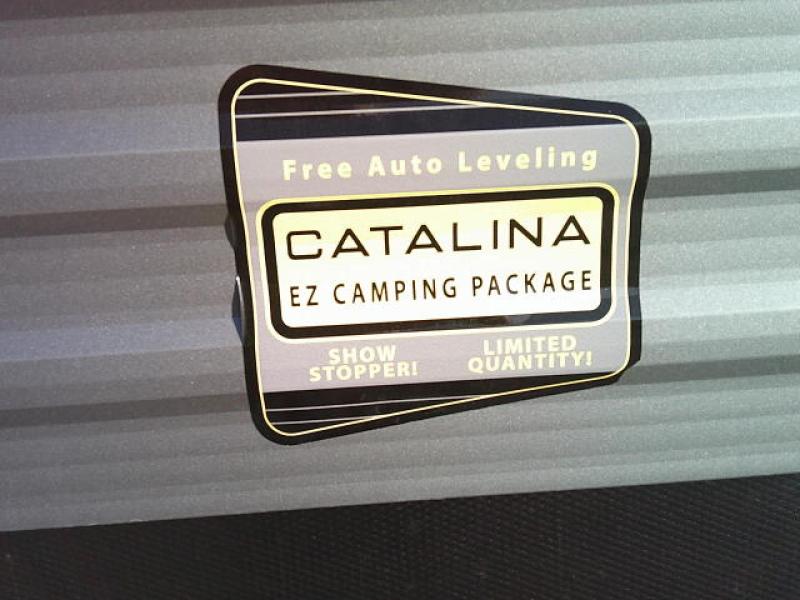 Free Auto Leveling
CATALINA
EZ CAMPING PACKAGE
SHOW
STOPPER!
LIMITED
QUANTITY!